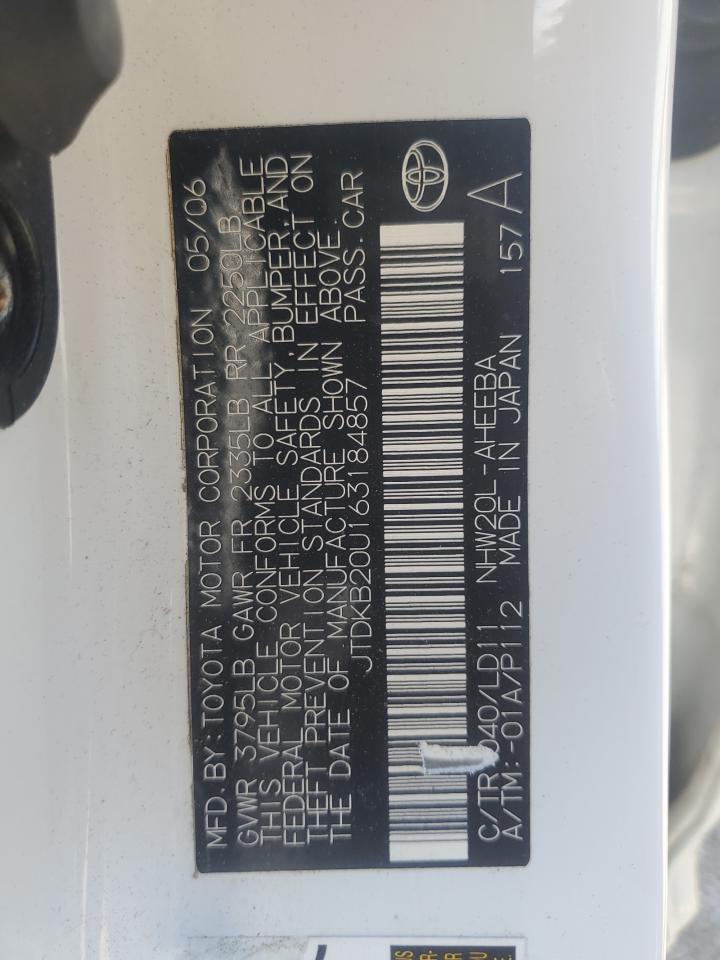 MFD.BY:TOYOTA MOTOR CORPORATION 05/06
GVWR 3795LB GAWR FR 2335LB RR 2250LB
THIS VEHICLE CONFORMS TO ALL APPLICABLE
FEDERAL MOTOR VEHICLE SAFETY, BUMPER, AND
THEFT PREVENTION STANDARDS IN EFFECT ON
THE DATE OF MANUFACTURE SHOWN ABOVE.
JTDKB20U163184857 PASS.CAR
C/TR: 040/LD11 NHW20L-AHEEBA
A/TM:-01A/P112 MADE IN JAPAN 157 A